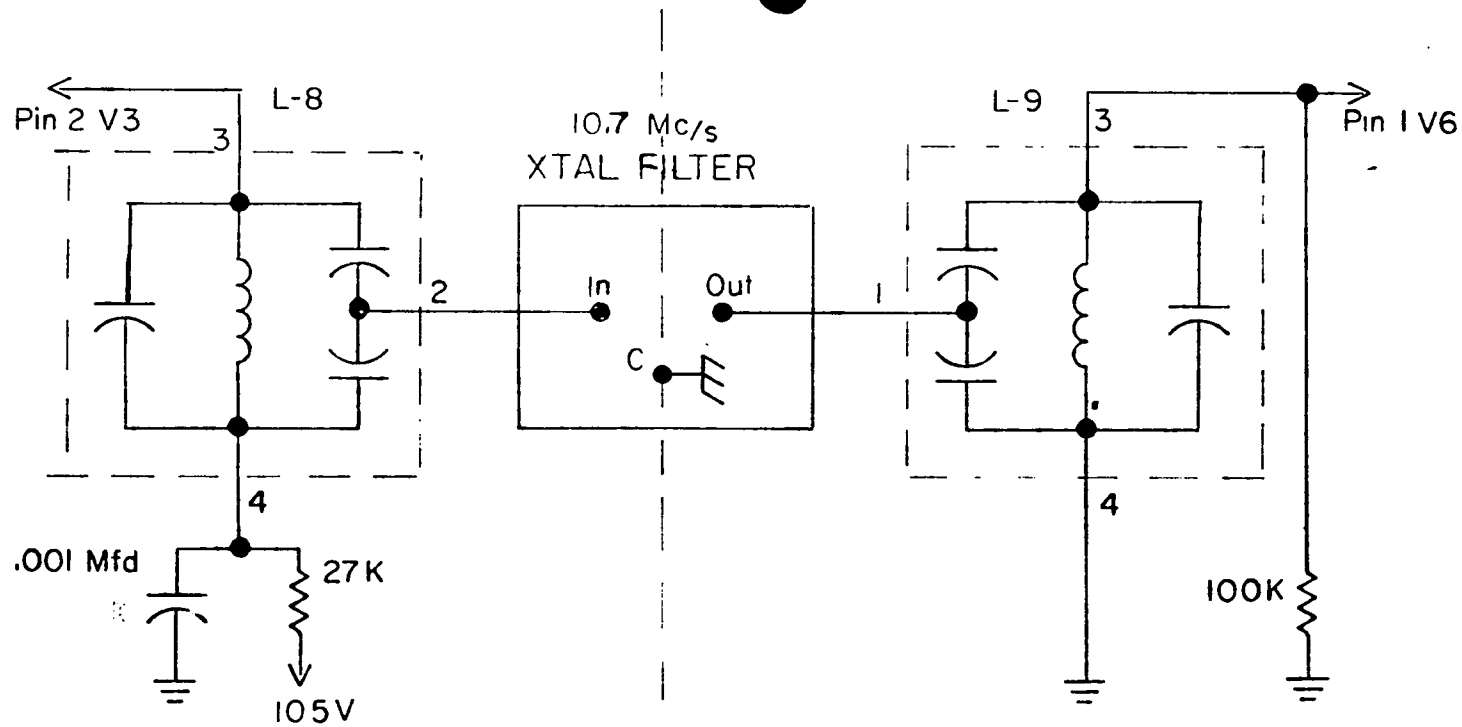 L-8
Pin 2 V3
3
10.7 Mc/s
XTAL FILTER
L-9
3
Pin 1 V6
2
In
Out
1
C
4
4
.001 Mfd
27K
100K
105V